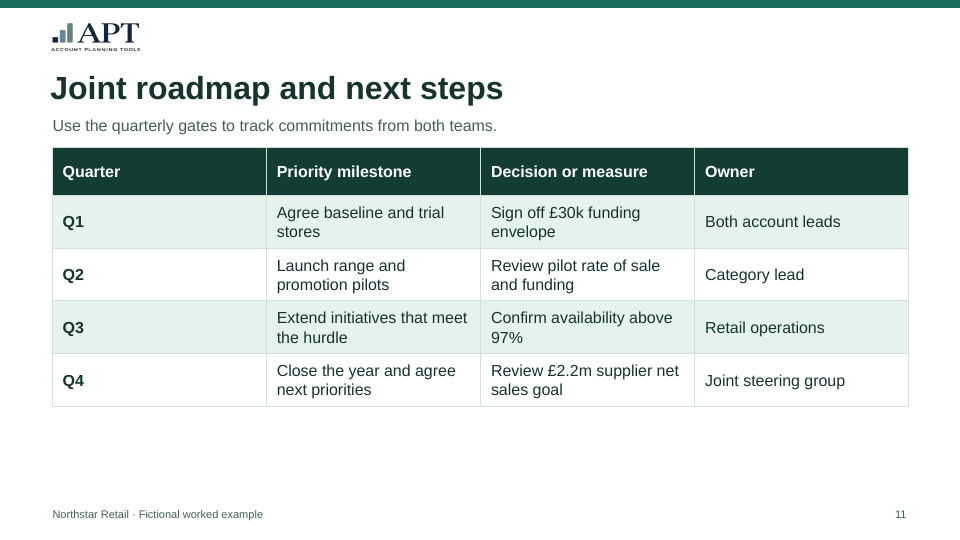 APT
ACCOUNT PLANNING TOOLS
Joint roadmap and next steps
Use the quarterly gates to track commitments from both teams.
Quarter
Priority milestone
Decision or measure
Owner
Q1
Agree baseline and trial
stores
Sign off £30k funding
envelope
Both account leads
Q2
Launch range and
promotion pilots
Review pilot rate of sale
and funding
Category lead
Q3
Extend initiatives that meet
the hurdle
Confirm availability above
97%
Retail operations
Q4
Close the year and agree
next priorities
Review £2.2m supplier net
sales goal
Joint steering group
Northstar Retail · Fictional worked example
11